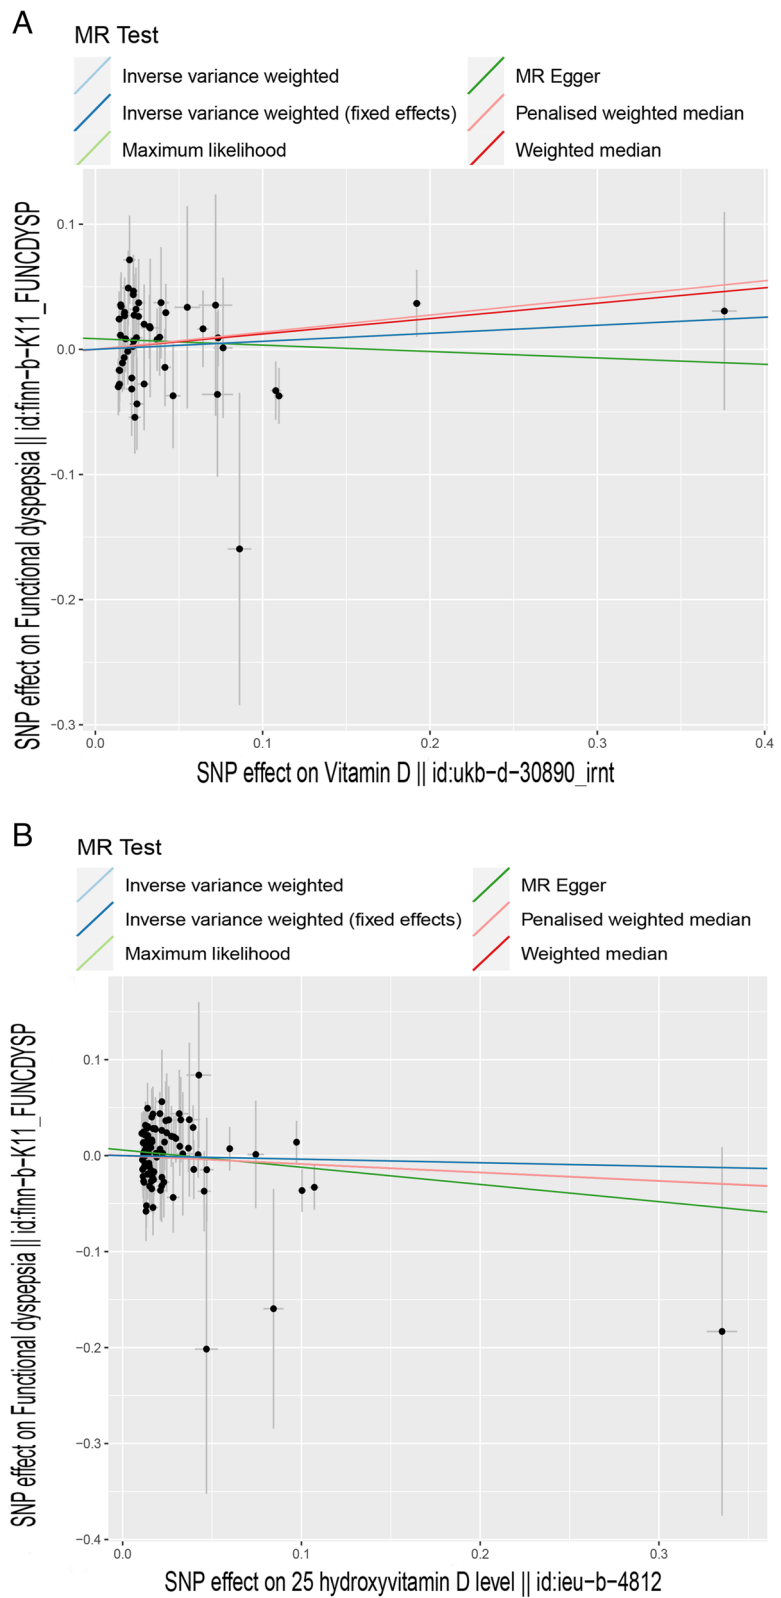 A
MR Test
Inverse variance weighted
MR Egger
Inverse variance weighted (fixed effects)
Penalised weighted median
Maximum likelihood
Weighted median
SNP effect on Functional dyspepsia || id:finn-b-K11_FUNCDYSP
0.1
0.0
−0.1
−0.2
−0.3
0.0
0.1
0.2
0.3
0.4
SNP effect on Vitamin D || id:ukb-d-30890_irnt
B
MR Test
Inverse variance weighted
MR Egger
Inverse variance weighted (fixed effects)
Penalised weighted median
Maximum likelihood
Weighted median
SNP effect on Functional dyspepsia || id:finn-b-K11_FUNCDYSP
0.1
0.0
−0.1
−0.2
−0.3
−0.4
0.0
0.1
0.2
0.3
SNP effect on 25 hydroxyvitamin D level || id:ieu-b-4812